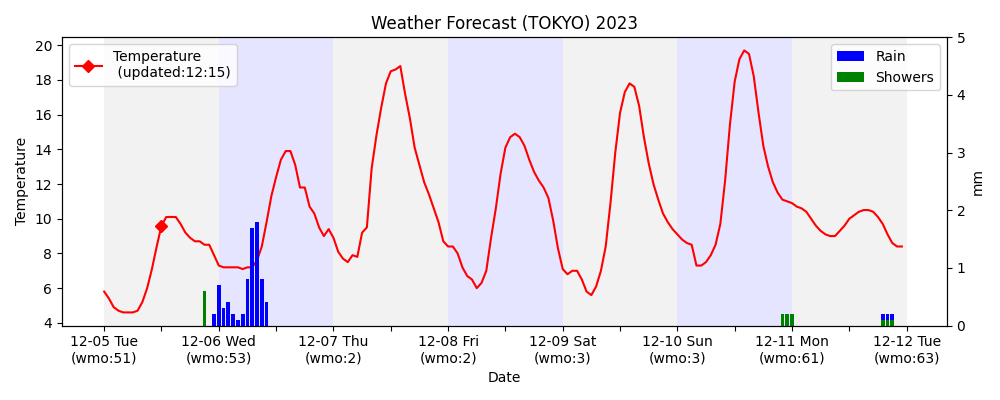 Weather Forecast (TOKYO) 2023
Temperature
(updated:12:15)
Rain
Showers
20
18
16
14
12
10
8
6
4
Temperature
5
4
3
2
1
0
mm
12-05 Tue
(wmo:51)
12-06 Wed
(wmo:53)
12-07 Thu
(wmo:2)
12-08 Fri
(wmo:2)
12-09 Sat
(wmo:3)
12-10 Sun
(wmo:3)
12-11 Mon
(wmo:61)
12-12 Tue
(wmo:63)
Date